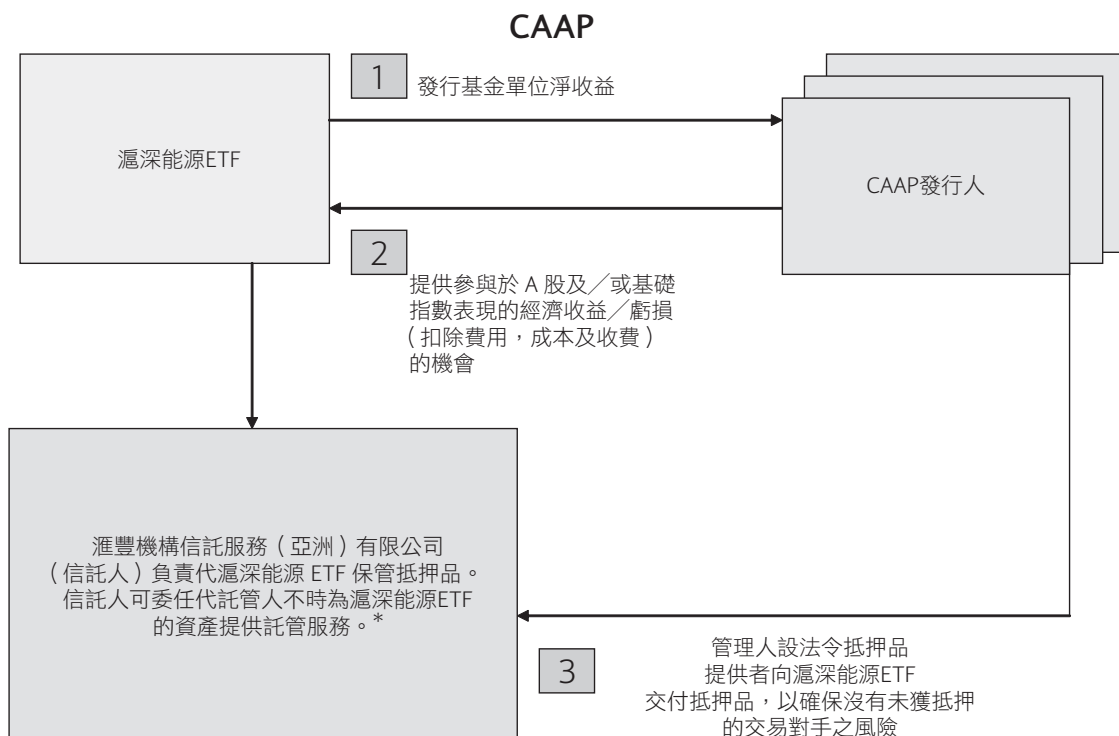 CAAP
1
發行基金單位淨收益
滬深能源ETF
CAAP發行人
2
提供參與於 A 股及／或基礎
指數表現的經濟收益／虧損
（扣除費用，成本及收費）
的機會
滙豐機構信託服務（亞洲）有限公司
（信託人）負責代滬深能源 ETF 保管抵押品。
信託人可委任代託管人不時為滬深能源ETF
的資產提供託管服務。*
3
管理人設法令抵押品
提供者向滬深能源ETF
交付抵押品，以確保沒有未獲抵押
的交易對手之風險